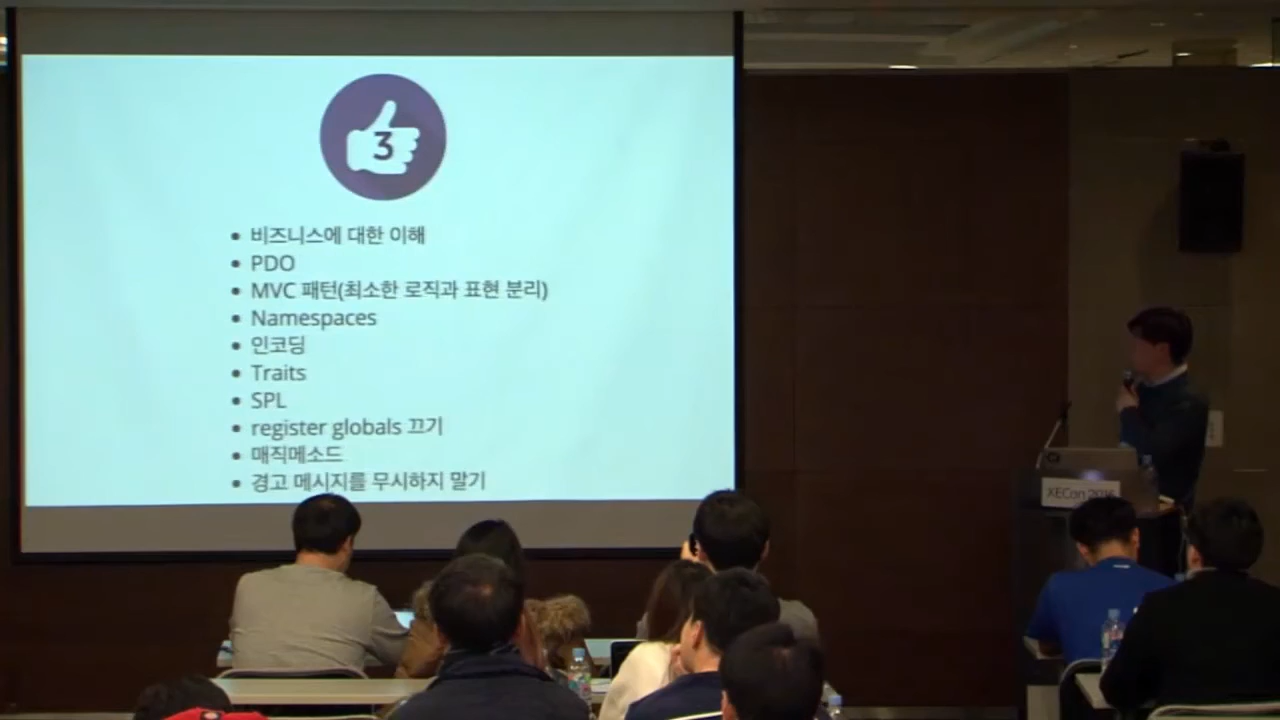 3
• 비즈니스에 대한 이해
• PDO
• MVC 패턴(최소한 로직과 표현 분리)
• Namespaces
• 인코딩
• Traits
• SPL
• register globals 끄기
• 매직메소드
• 경고 메시지를 무시하지 말기
XECon 2016